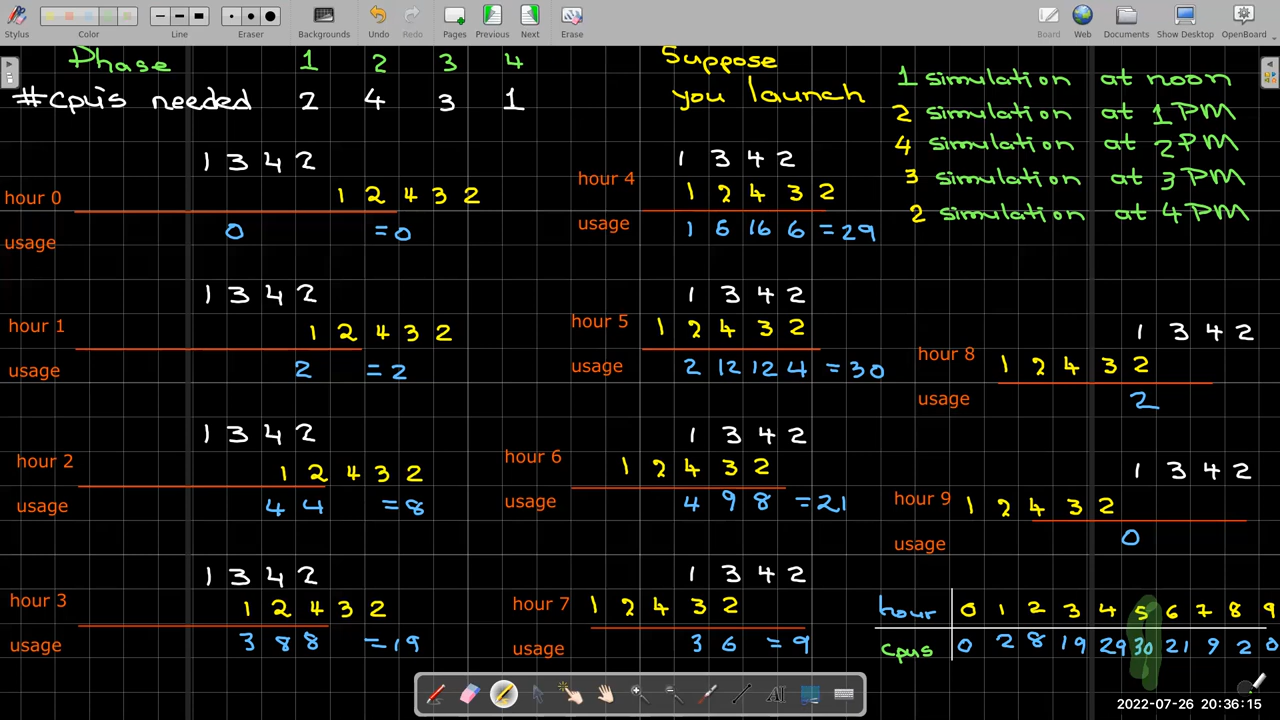 Stylus Color Line Eraser Backgrounds Undo Redo Pages Previous Next Erase Board Web Documents Show Desktop OpenBoard
Phase 1 2 3 4
#cpu's needed 2 4 3 1
Suppose
you launch
1 simulation at noon
2 simulation at 1 PM
4 simulation at 2 PM
3 simulation at 3 PM
2 simulation at 4 PM
1 3 4 2
hour 0 1 2 4 3 2
usage 0 = 0
1 3 4 2
hour 1 1 2 4 3 2
usage 2 = 2
1 3 4 2
hour 2 1 2 4 3 2
usage 4 4 = 8
1 3 4 2
hour 3 1 2 4 3 2
usage 3 8 8 = 19
1 3 4 2
hour 4 1 2 4 3 2
usage 1 6 16 6 = 29
1 3 4 2
hour 5 1 2 4 3 2
usage 2 12 12 4 = 30
1 3 4 2
hour 6 1 2 4 3 2
usage 4 9 8 = 21
1 3 4 2
hour 7 1 2 4 3 2
usage 3 6 = 9
1 3 4 2
hour 8 1 2 4 3 2
usage 2
1 3 4 2
hour 9 1 2 4 3 2
usage 0
hour 0 1 2 3 4 5 6 7 8 9
cpus 0 2 8 19 29 30 21 9 2 0
2022-07-26 20:36:15